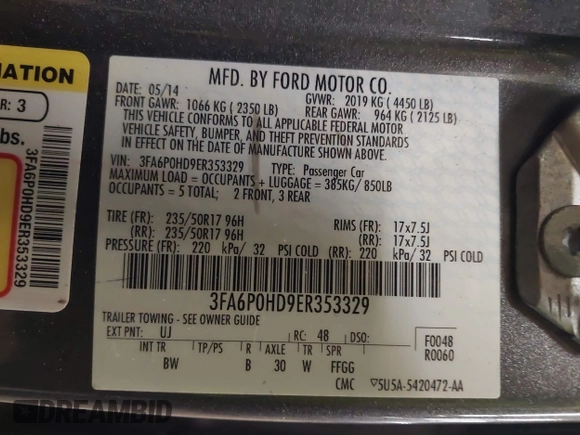 MATION
R: 3
bs.
3FA6P0HD9ER353329
MFD. BY FORD MOTOR CO.
DATE: 05/14 GVWR: 2019 KG ( 4450 LB)
FRONT GAWR: 1066 KG ( 2350 LB) REAR GAWR: 964 KG ( 2125 LB)
THIS VEHICLE CONFORMS TO ALL APPLICABLE FEDERAL MOTOR
VEHICLE SAFETY, BUMPER, AND THEFT PREVENTION STANDARDS
IN EFFECT ON THE DATE OF MANUFACTURE SHOWN ABOVE.
VIN: 3FA6P0HD9ER353329 TYPE: Passenger Car
MAXIMUM LOAD = OCCUPANTS + LUGGAGE = 385KG/ 850LB
OCCUPANTS = 5 TOTAL; 2 FRONT, 3 REAR
TIRE (FR): 235/50R17 96H RIMS (FR): 17x7.5J
(RR): 235/50R17 96H (RR): 17x7.5J
PRESSURE (FR): 220 kPa/ 32 PSI COLD (RR) 220 kPa/ 32 PSI COLD
3FA6P0HD9ER353329
TRAILER TOWING - SEE OWNER GUIDE
EXT PNT: UJ RC: 48 DSO: F0048
R0060
INT TR TP/PS R AXLE TR SPR
BW B 30 W FFGG
CMC ▽5U5A-5420472-AA
DREAMBID